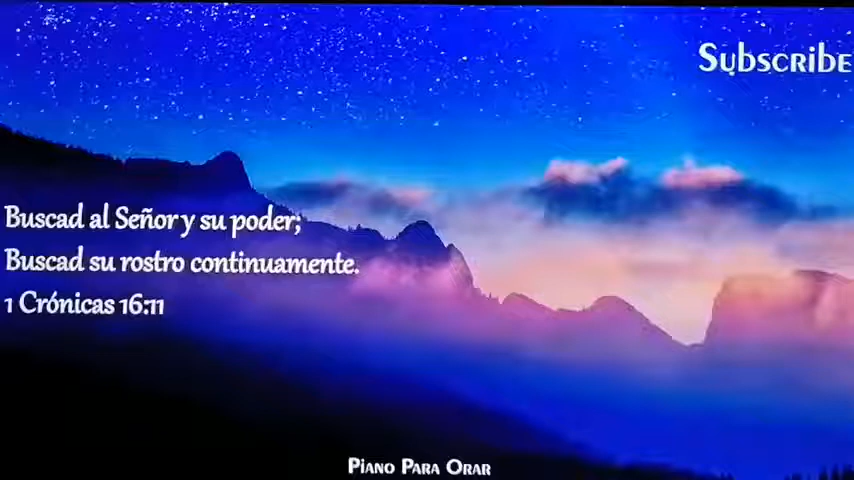 Subscribe
Buscad al Señor y su poder;
Buscad su rostro continuamente.
1 Crónicas 16:11
Piano Para Orar